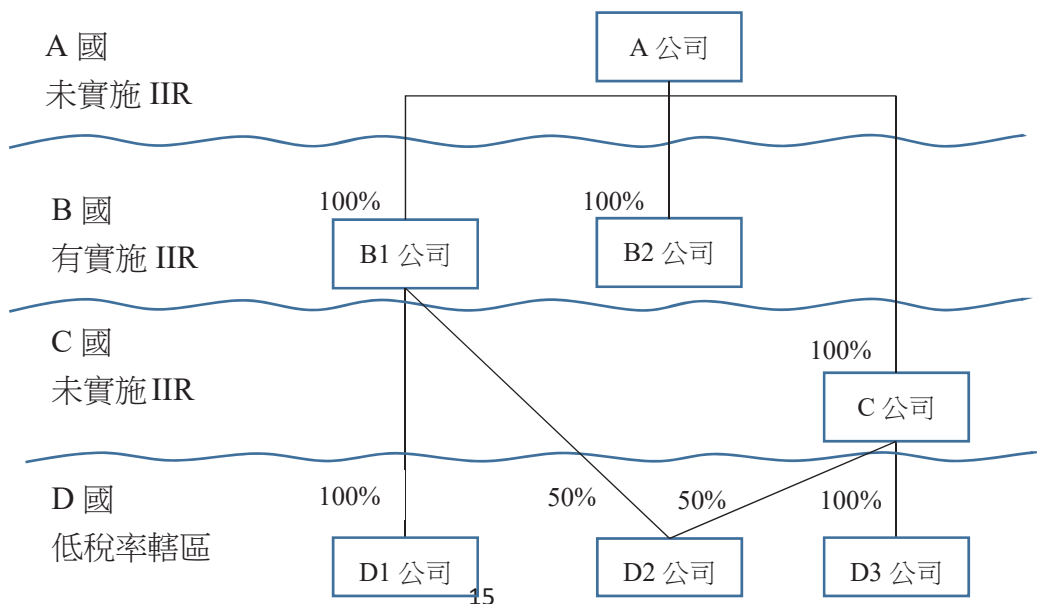 A 國
未實施 IIR
A 公司
B 國
有實施 IIR
100%
100%
B1 公司
B2 公司
C 國
未實施 IIR
100%
C 公司
D 國
低稅率轄區
100%
50%
50%
100%
D1 公司
D2 公司
D3 公司
15